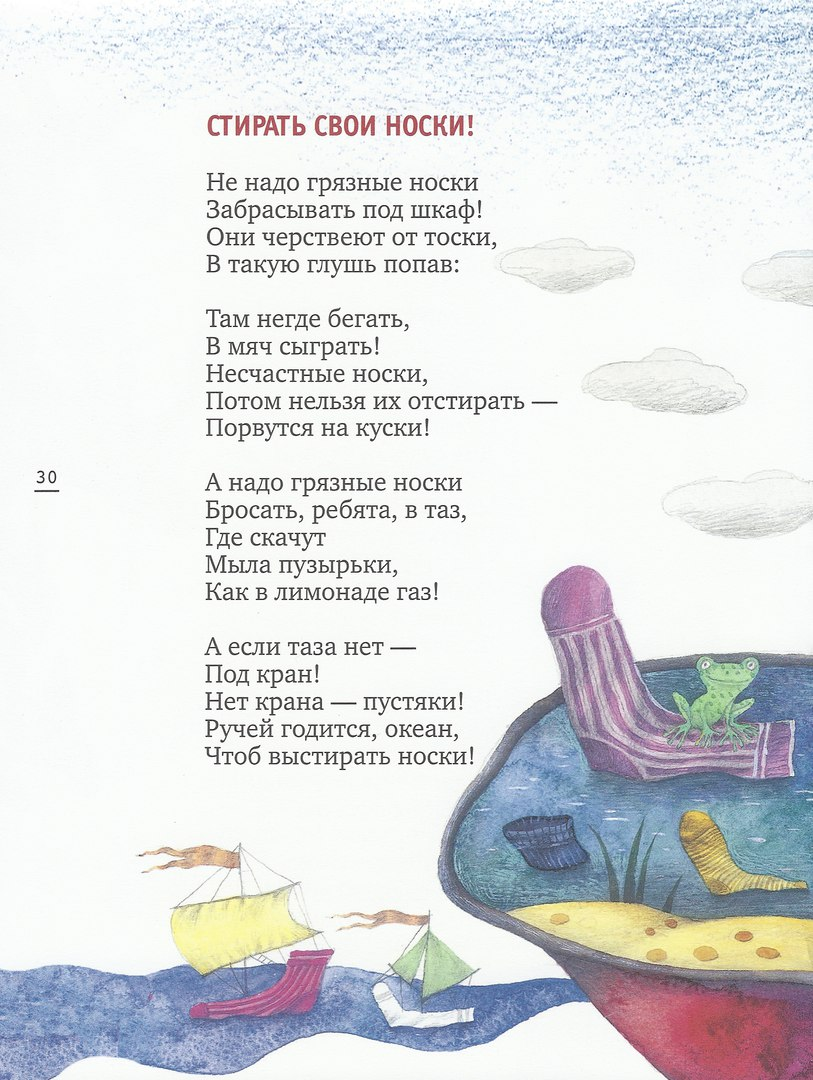 СТИРАТЬ СВОИ НОСКИ!
Не надо грязные носки
Забрасывать под шкаф!
Они черствеют от тоски,
В такую глушь попав:
Там негде бегать,
В мяч сыграть!
Несчастные носки,
Потом нельзя их отстирать —
Порвутся на куски!
30
А надо грязные носки
Бросать, ребята, в таз,
Где скачут
Мыла пузырьки,
Как в лимонаде газ!
А если таза нет —
Под кран!
Нет крана — пустяки!
Ручей годится, океан,
Чтоб выстирать носки!